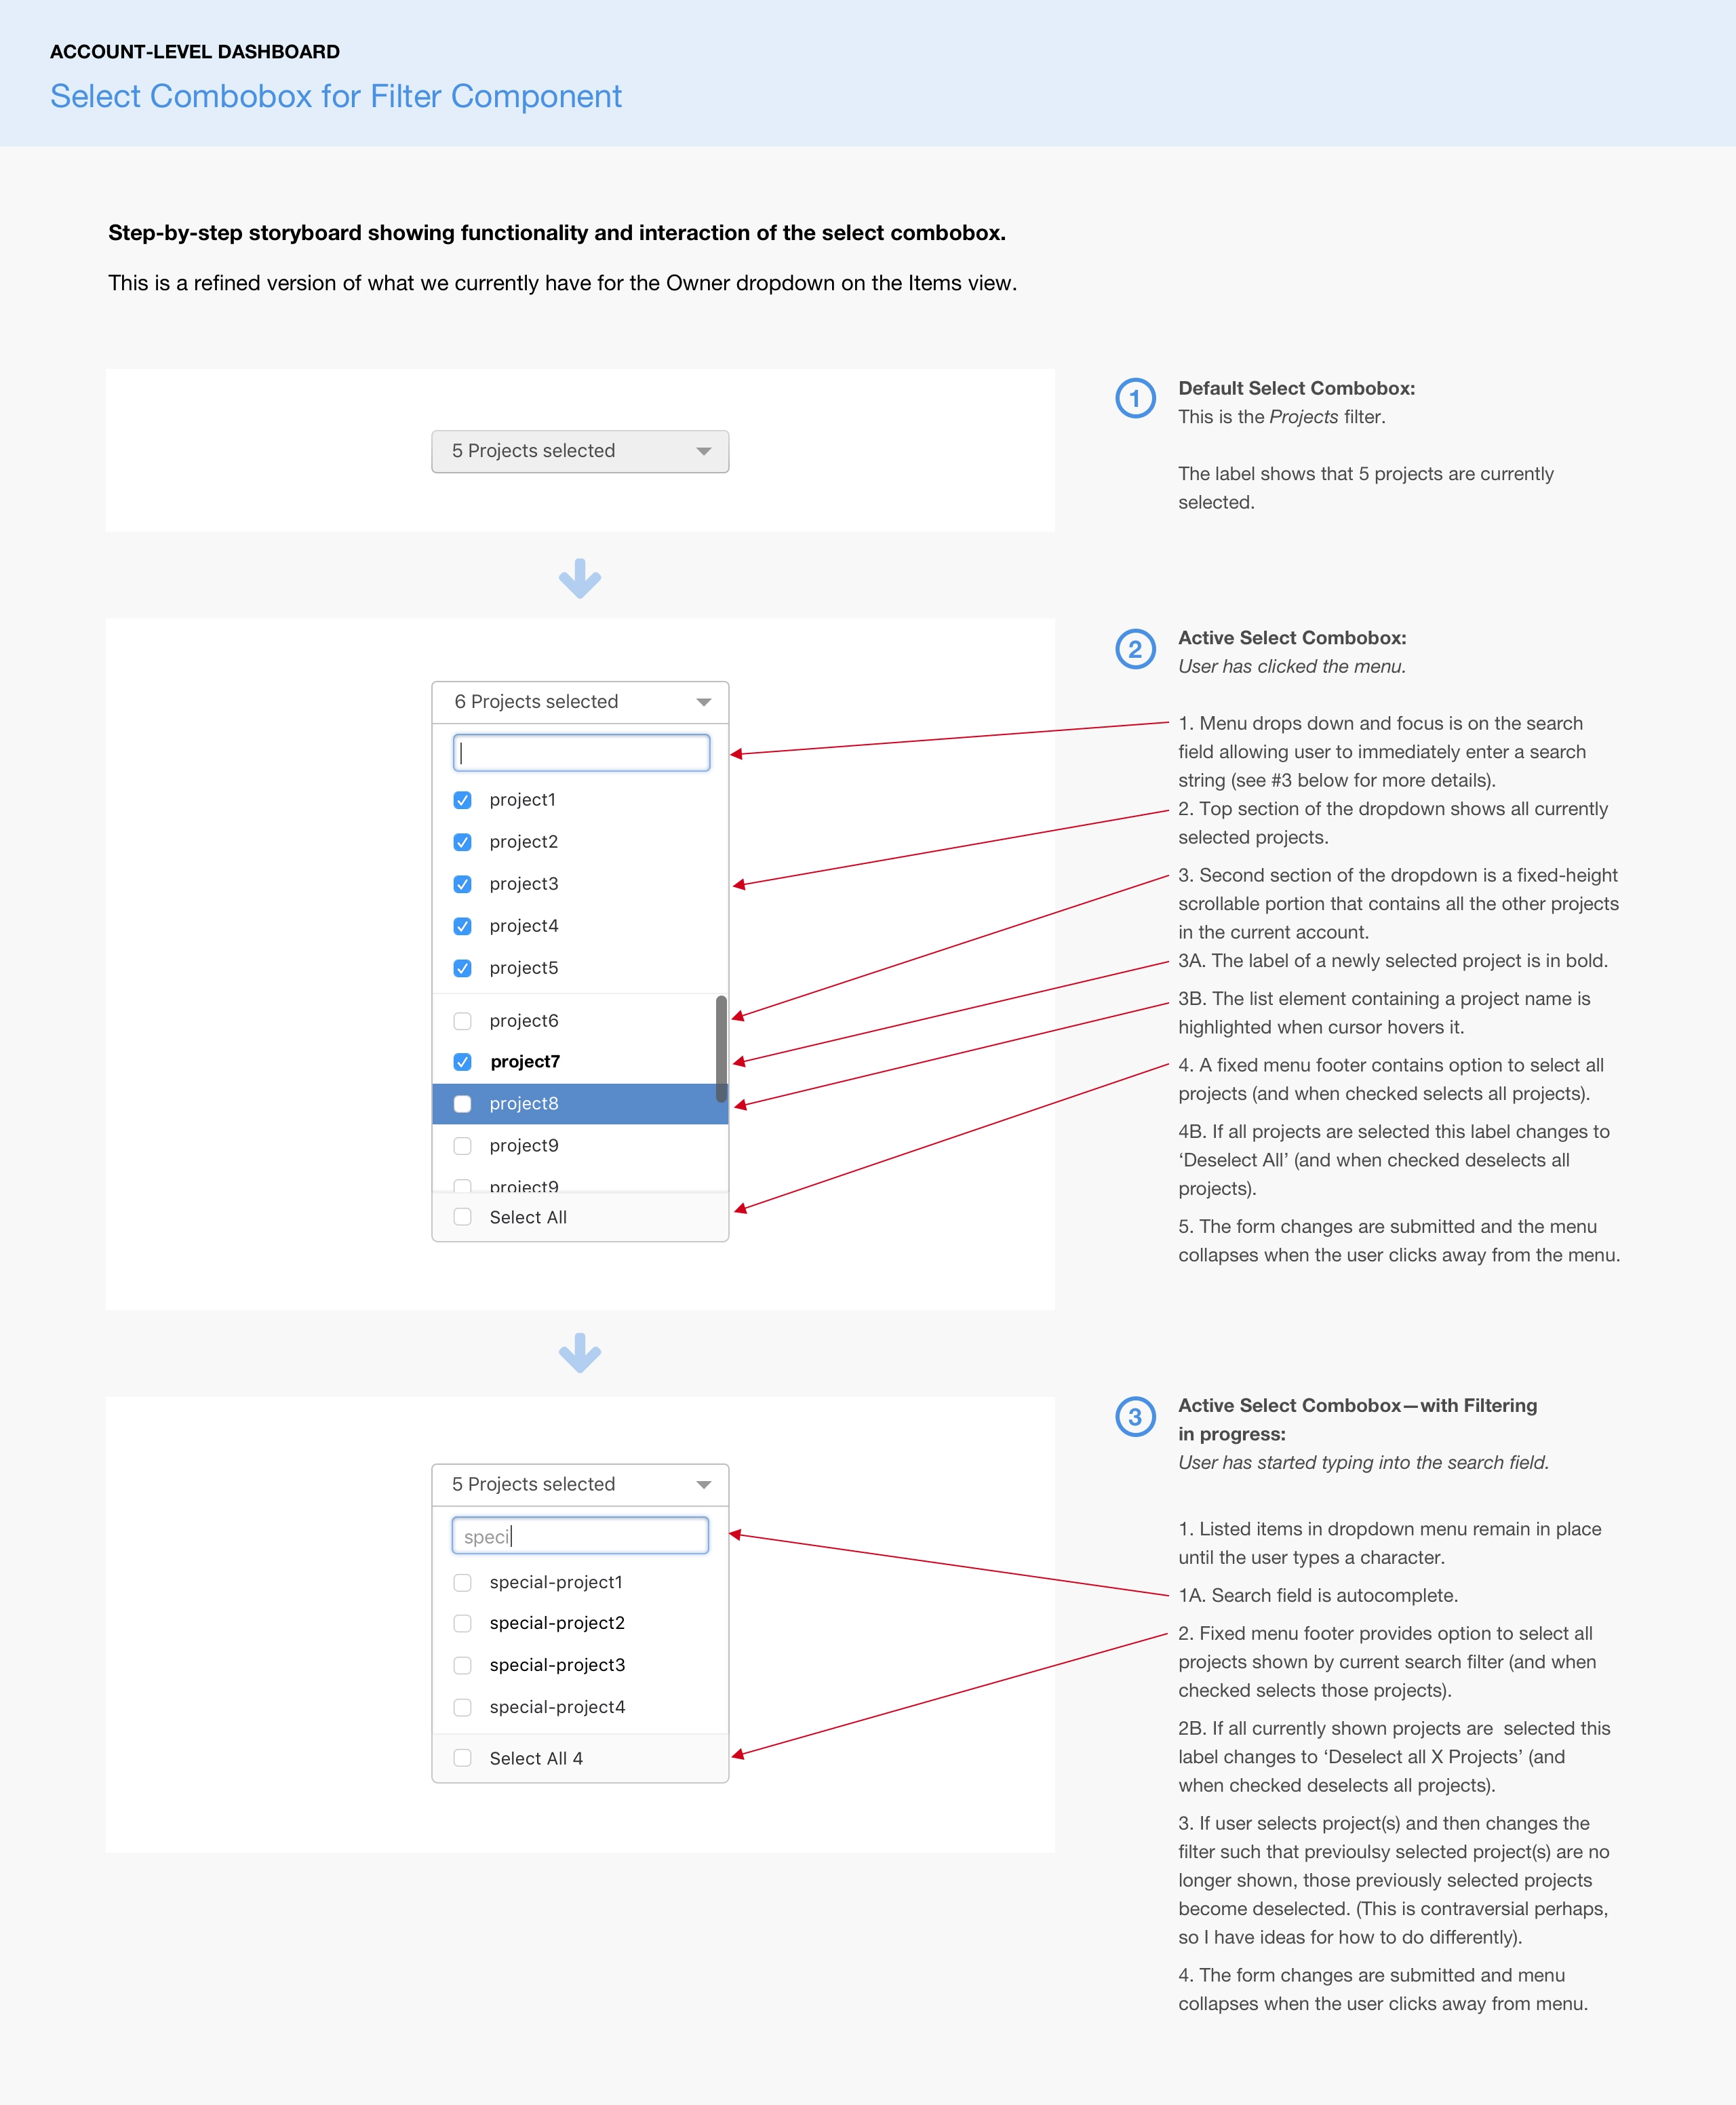 ACCOUNT-LEVEL DASHBOARD
Select Combobox for Filter Component
Step-by-step storyboard showing functionality and interaction of the select combobox.
This is a refined version of what we currently have for the Owner dropdown on the Items view.
5 Projects selected
1
Default Select Combobox:
This is the Projects filter.
The label shows that 5 projects are currently
selected.
6 Projects selected
project1
project2
project3
project4
project5
project6
project7
project8
project9
project9
Select All
2
Active Select Combobox:
User has clicked the menu.
1. Menu drops down and focus is on the search
field allowing user to immediately enter a search
string (see #3 below for more details).
2. Top section of the dropdown shows all currently
selected projects.
3. Second section of the dropdown is a fixed-height
scrollable portion that contains all the other projects
in the current account.
3A. The label of a newly selected project is in bold.
3B. The list element containing a project name is
highlighted when cursor hovers it.
4. A fixed menu footer contains option to select all
projects (and when checked selects all projects).
4B. If all projects are selected this label changes to
‘Deselect All’ (and when checked deselects all
projects).
5. The form changes are submitted and the menu
collapses when the user clicks away from the menu.
5 Projects selected
speci
special-project1
special-project2
special-project3
special-project4
Select All 4
3
Active Select Combobox—with Filtering
in progress:
User has started typing into the search field.
1. Listed items in dropdown menu remain in place
until the user types a character.
1A. Search field is autocomplete.
2. Fixed menu footer provides option to select all
projects shown by current search filter (and when
checked selects those projects).
2B. If all currently shown projects are  selected this
label changes to ‘Deselect all X Projects’ (and
when checked deselects all projects).
3. If user selects project(s) and then changes the
filter such that previoulsy selected project(s) are no
longer shown, those previously selected projects
become deselected. (This is contraversial perhaps,
so I have ideas for how to do differently).
4. The form changes are submitted and menu
collapses when the user clicks away from menu.